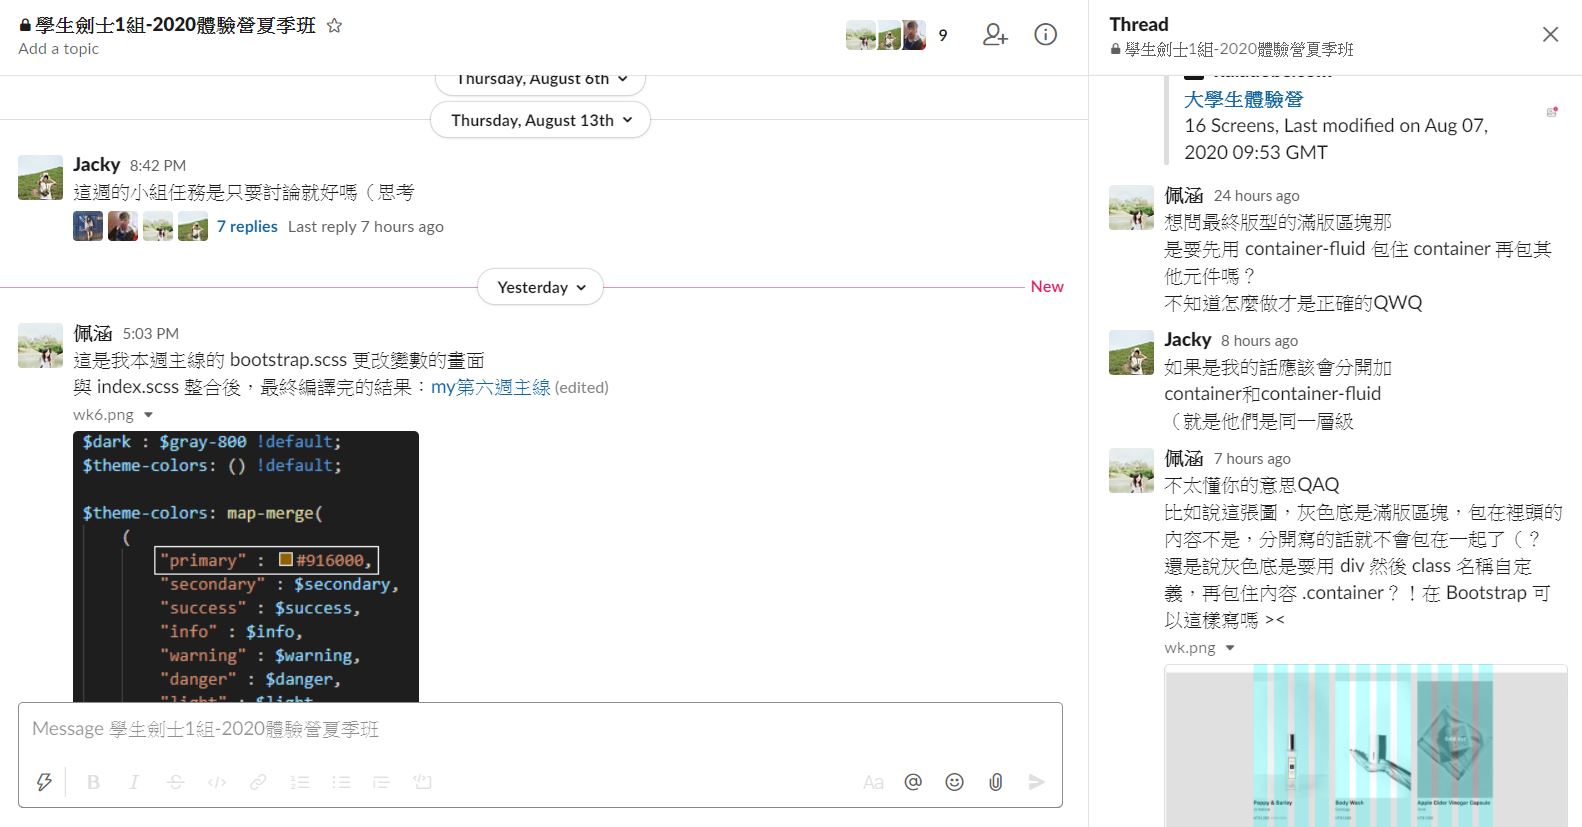 學生劍士1組-2020體驗營夏季班
Add a topic
9
Thursday, August 6th
Thursday, August 13th
Jacky 8:42 PM
這週的小組任務是只要討論就好嗎（思考
7 replies Last reply 7 hours ago
Yesterday
New
佩涵 5:03 PM
這是我本週主線的 bootstrap.scss 更改變數的畫面
與 index.scss 整合後，最終編譯完的結果：my第六週主線 (edited)
wk6.png
$dark : $gray-800 !default;
$theme-colors: () !default;
$theme-colors: map-merge(
(
"primary" : #916000,
"secondary" : $secondary,
"success" : $success,
"info" : $info,
"warning" : $warning,
"danger" : $danger,
"light" : $light
Message 學生劍士1組-2020體驗營夏季班
B I S </> Aa @
Thread
學生劍士1組-2020體驗營夏季班
大學生體驗營
16 Screens, Last modified on Aug 07,
2020 09:53 GMT
佩涵 24 hours ago
想問最終版型的滿版區塊那
是要先用 container-fluid 包住 container 再包其
他元件嗎？
不知道怎麼做才是正確的QWQ
Jacky 8 hours ago
如果是我的話應該會分開加
container和container-fluid
（就是他們是同一層級
佩涵 7 hours ago
不太懂你的意思QAQ
比如說這張圖，灰色底是滿版區塊，包在裡頭的
內容不是，分開寫的話就不會包在一起了（？
還是說灰色底是要用 div 然後 class 名稱自定
義，再包住內容 .container？！在 Bootstrap 可
以這樣寫嗎 ><
wk.png
Poppy & Barley
Body Wash
Apple Cider Vinegar Capsule